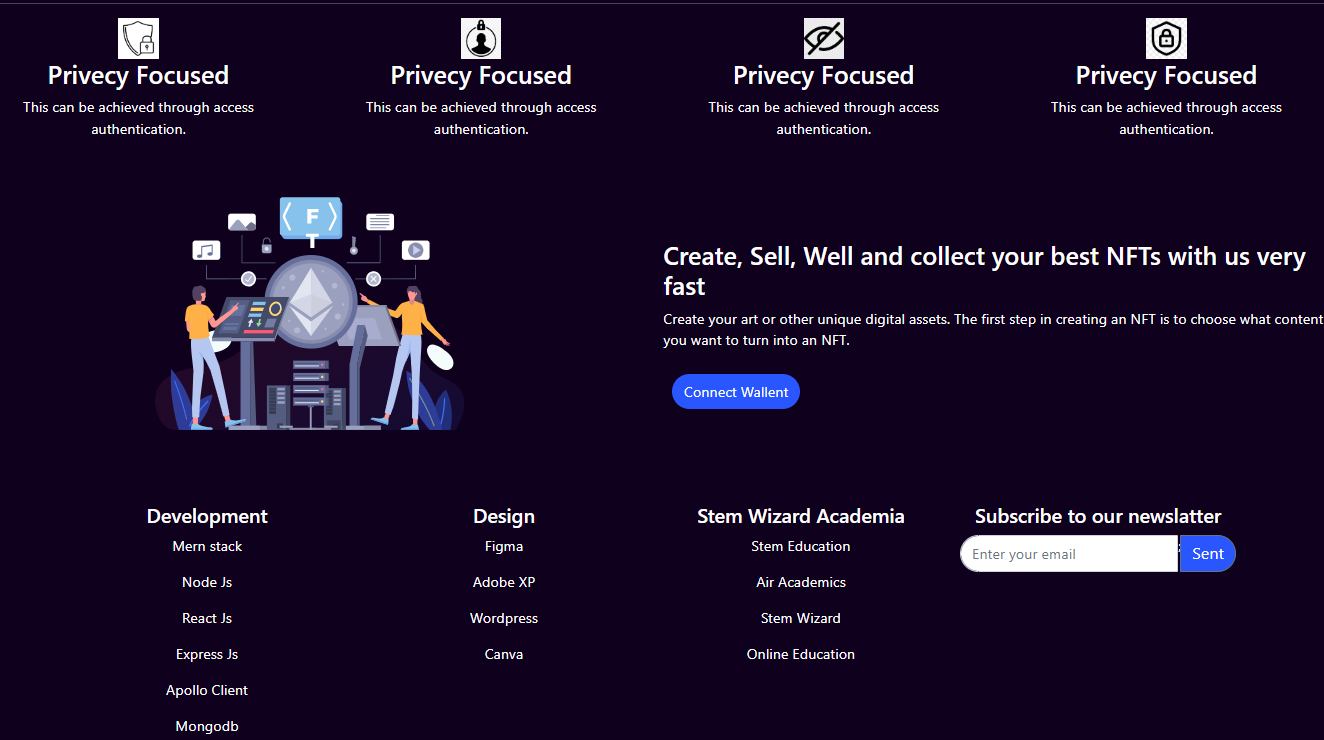 Privecy Focused
This can be achieved through access
authentication.
Privecy Focused
This can be achieved through access
authentication.
Privecy Focused
This can be achieved through access
authentication.
Privecy Focused
This can be achieved through access
authentication.
F
T
Create, Sell, Well and collect your best NFTs with us very
fast
Create your art or other unique digital assets. The first step in creating an NFT is to choose what content
you want to turn into an NFT.
Connect Wallent
Development
Mern stack
Node Js
React Js
Express Js
Apollo Client
Mongodb
Design
Figma
Adobe XP
Wordpress
Canva
Stem Wizard Academia
Stem Education
Air Academics
Stem Wizard
Online Education
Subscribe to our newslatter
Enter your email
Sent